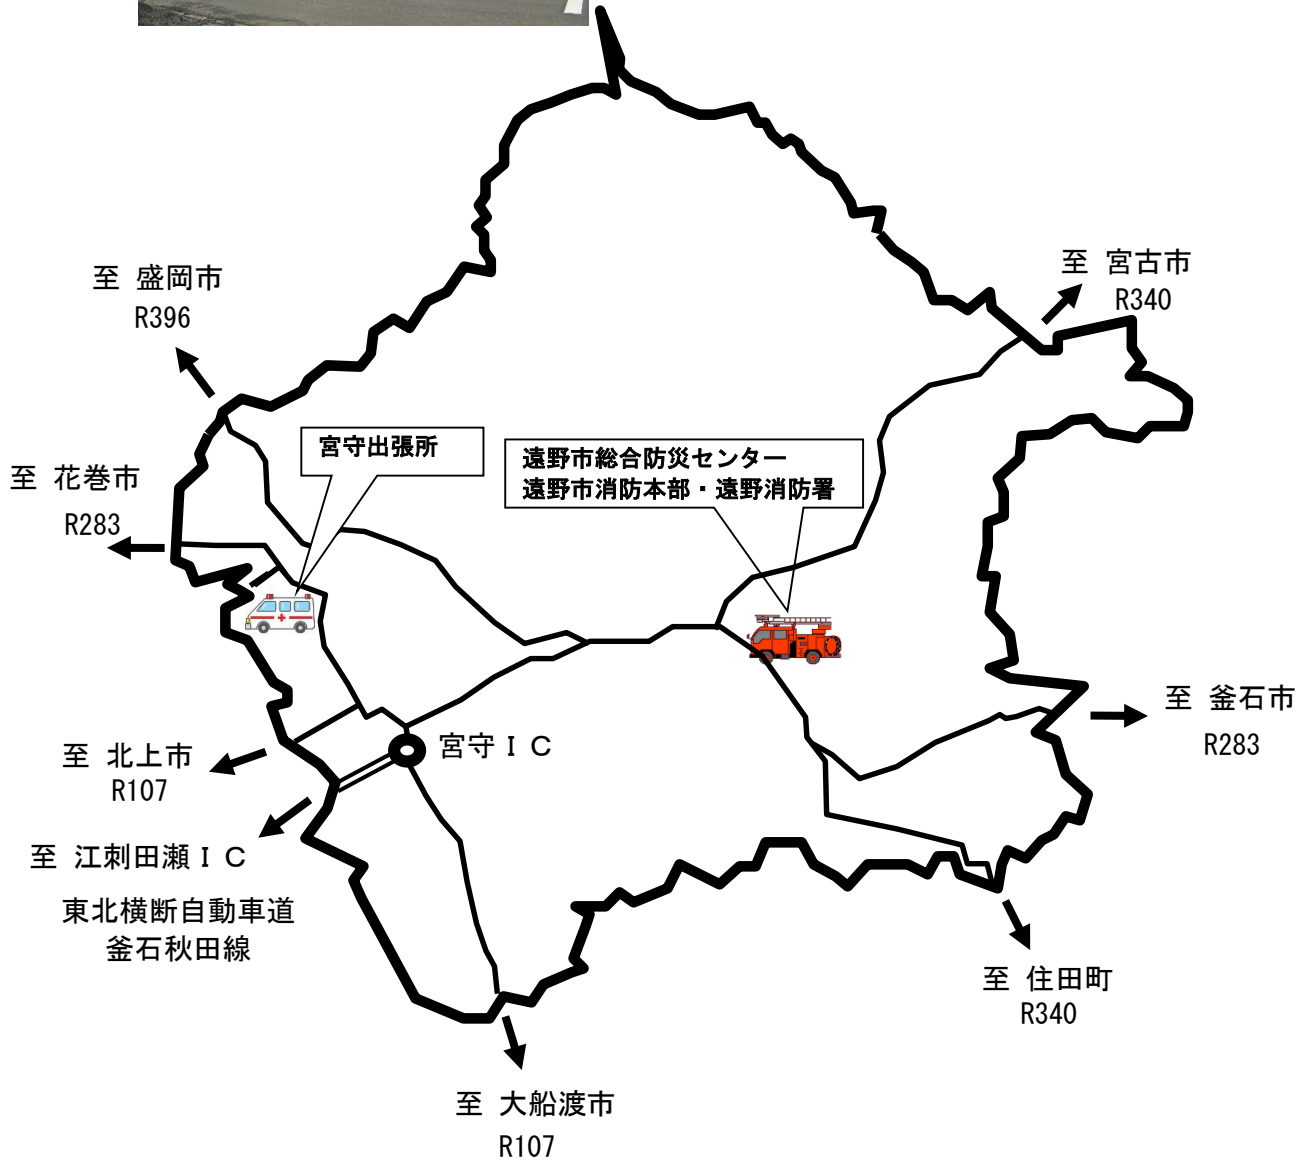 至 宮古市
R340
至 盛岡市
R396
宮守出張所
遠野市総合防災センター
遠野市消防本部・遠野消防署
至 花巻市
R283
至 釜石市
R283
宮守ＩＣ
至 北上市
R107
至 江刺田瀬ＩＣ
東北横断自動車道
釜石秋田線
至 住田町
R340
至 大船渡市
R107